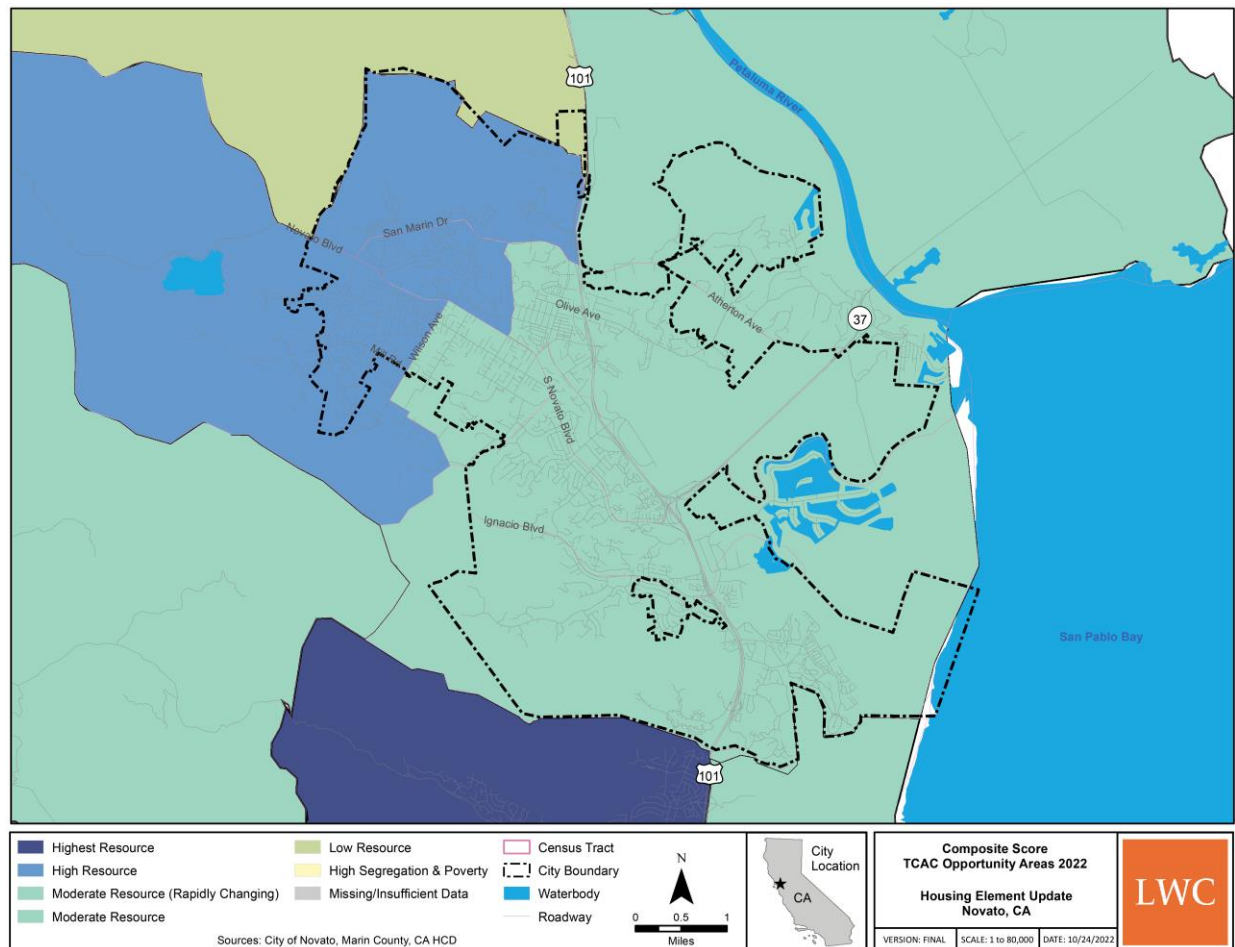 101
Petaluma River
Novato Blvd
San Marin Dr
Olive Ave
Atherton Ave
37
Mill Rd
Wilson Ave
S Novato Blvd
Ignacio Blvd
San Pablo Bay
101
Highest Resource
High Resource
Moderate Resource (Rapidly Changing)
Moderate Resource
Low Resource
High Segregation & Poverty
Missing/Insufficient Data
Census Tract
City Boundary
Waterbody
Roadway
N
0 0.5 1
Miles
Sources: City of Novato, Marin County, CA HCD
City
Location
CA
Composite Score
TCAC Opportunity Areas 2022
Housing Element Update
Novato, CA
VERSION: FINAL
SCALE: 1 to 80,000
DATE: 10/24/2022
LWC